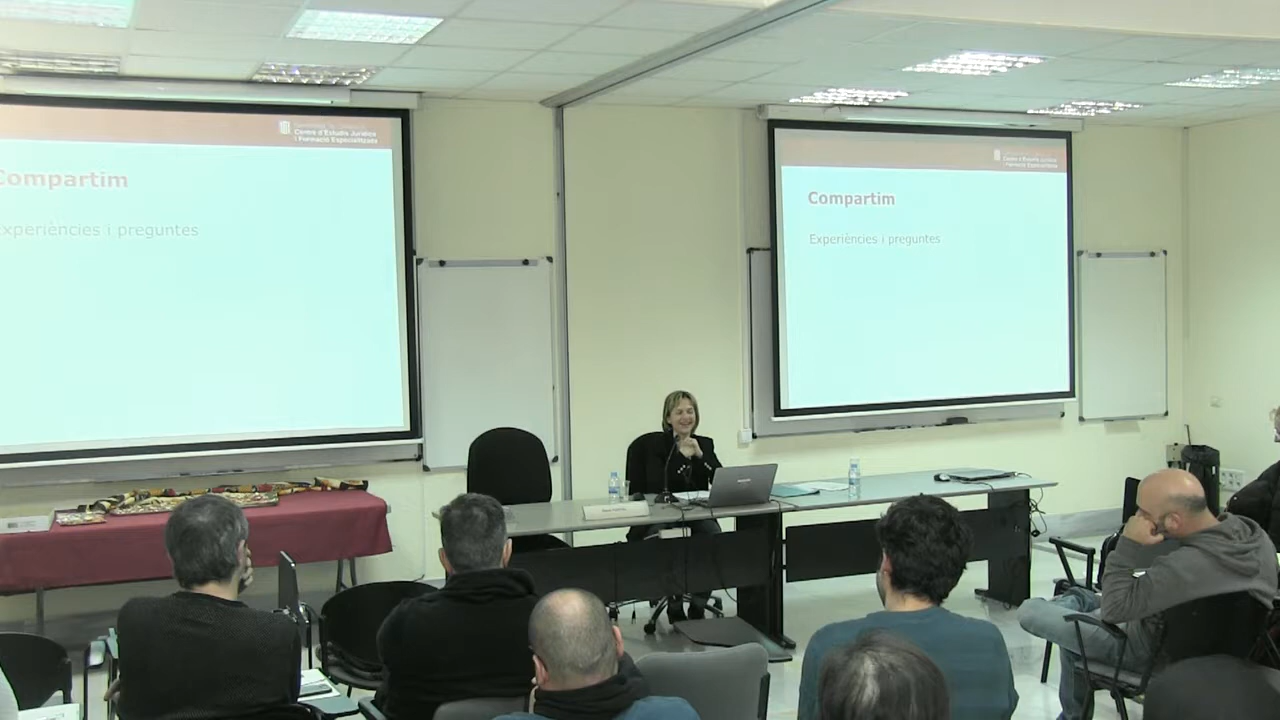 Centre d'Estudis Jurídics
i Formació Especialitzada
Compartim
xperiències i preguntes
Centre d'Estudis Jurídics
i Formació Especialitzada
Compartim
Experiències i preguntes